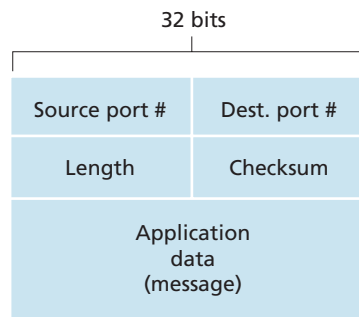 32 bits
Source port #
Dest. port #
Length
Checksum
Application
data
(message)